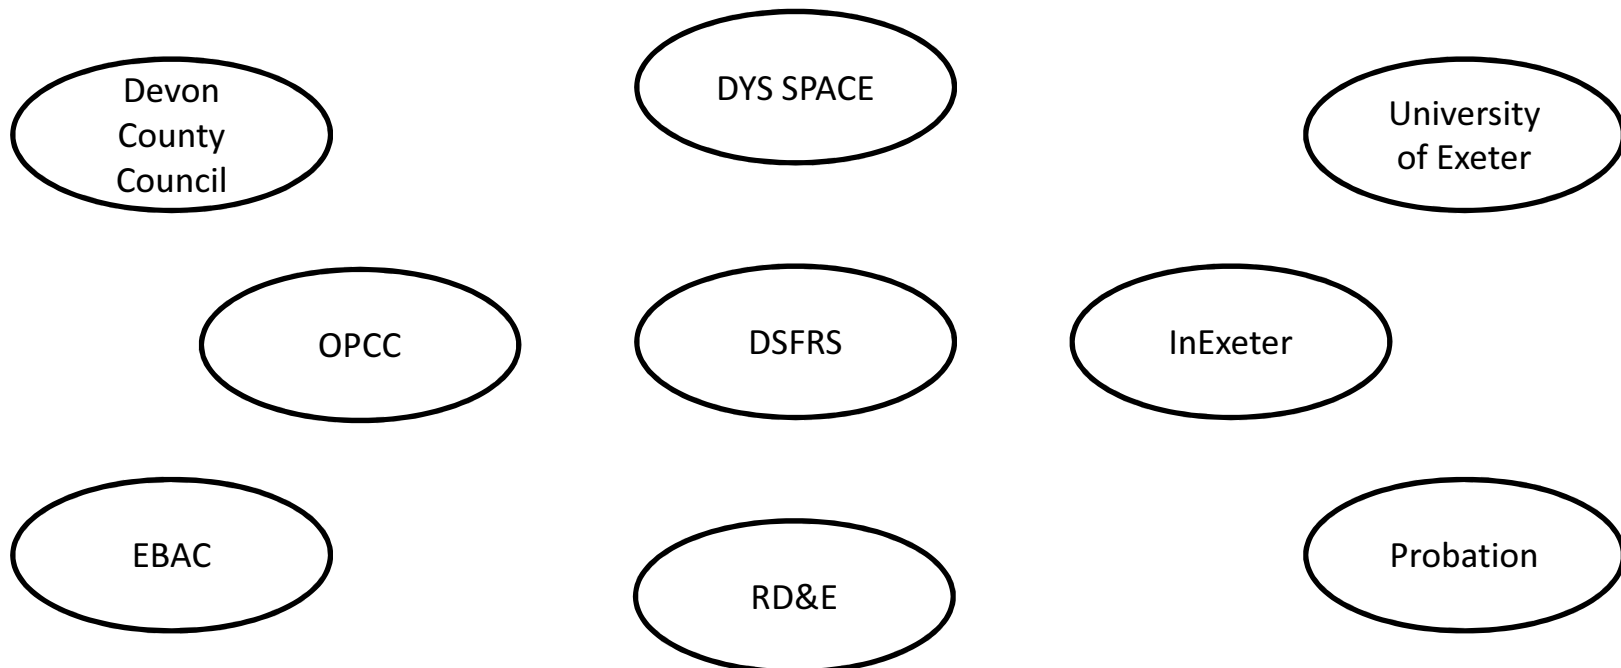 Devon
County
Council
DYS SPACE
University
of Exeter
OPCC
DSFRS
InExeter
EBAC
RD&E
Probation